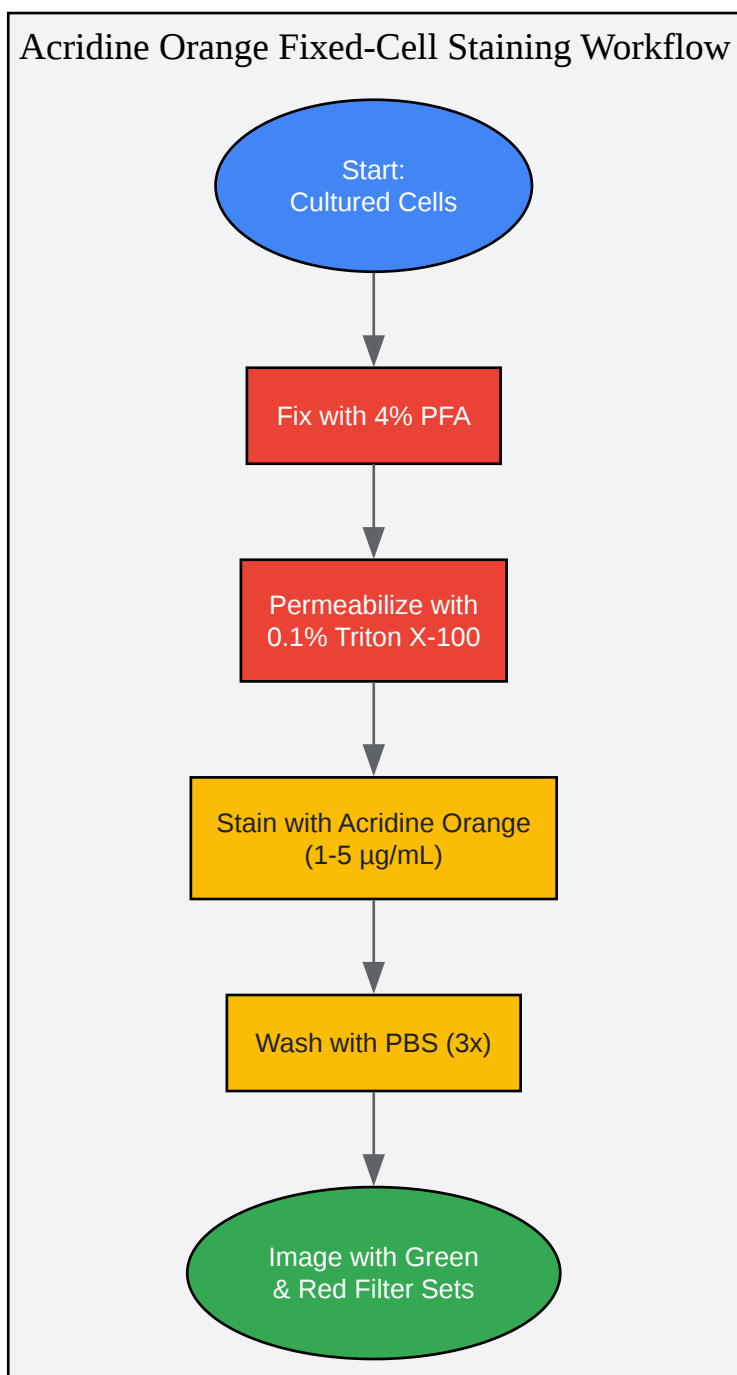 Acridine Orange Fixed-Cell Staining Workflow
Start:
Cultured Cells
Fix with 4% PFA
Permeabilize with
0.1% Triton X-100
Stain with Acridine Orange
(1-5 µg/mL)
Wash with PBS (3x)
Image with Green
& Red Filter Sets